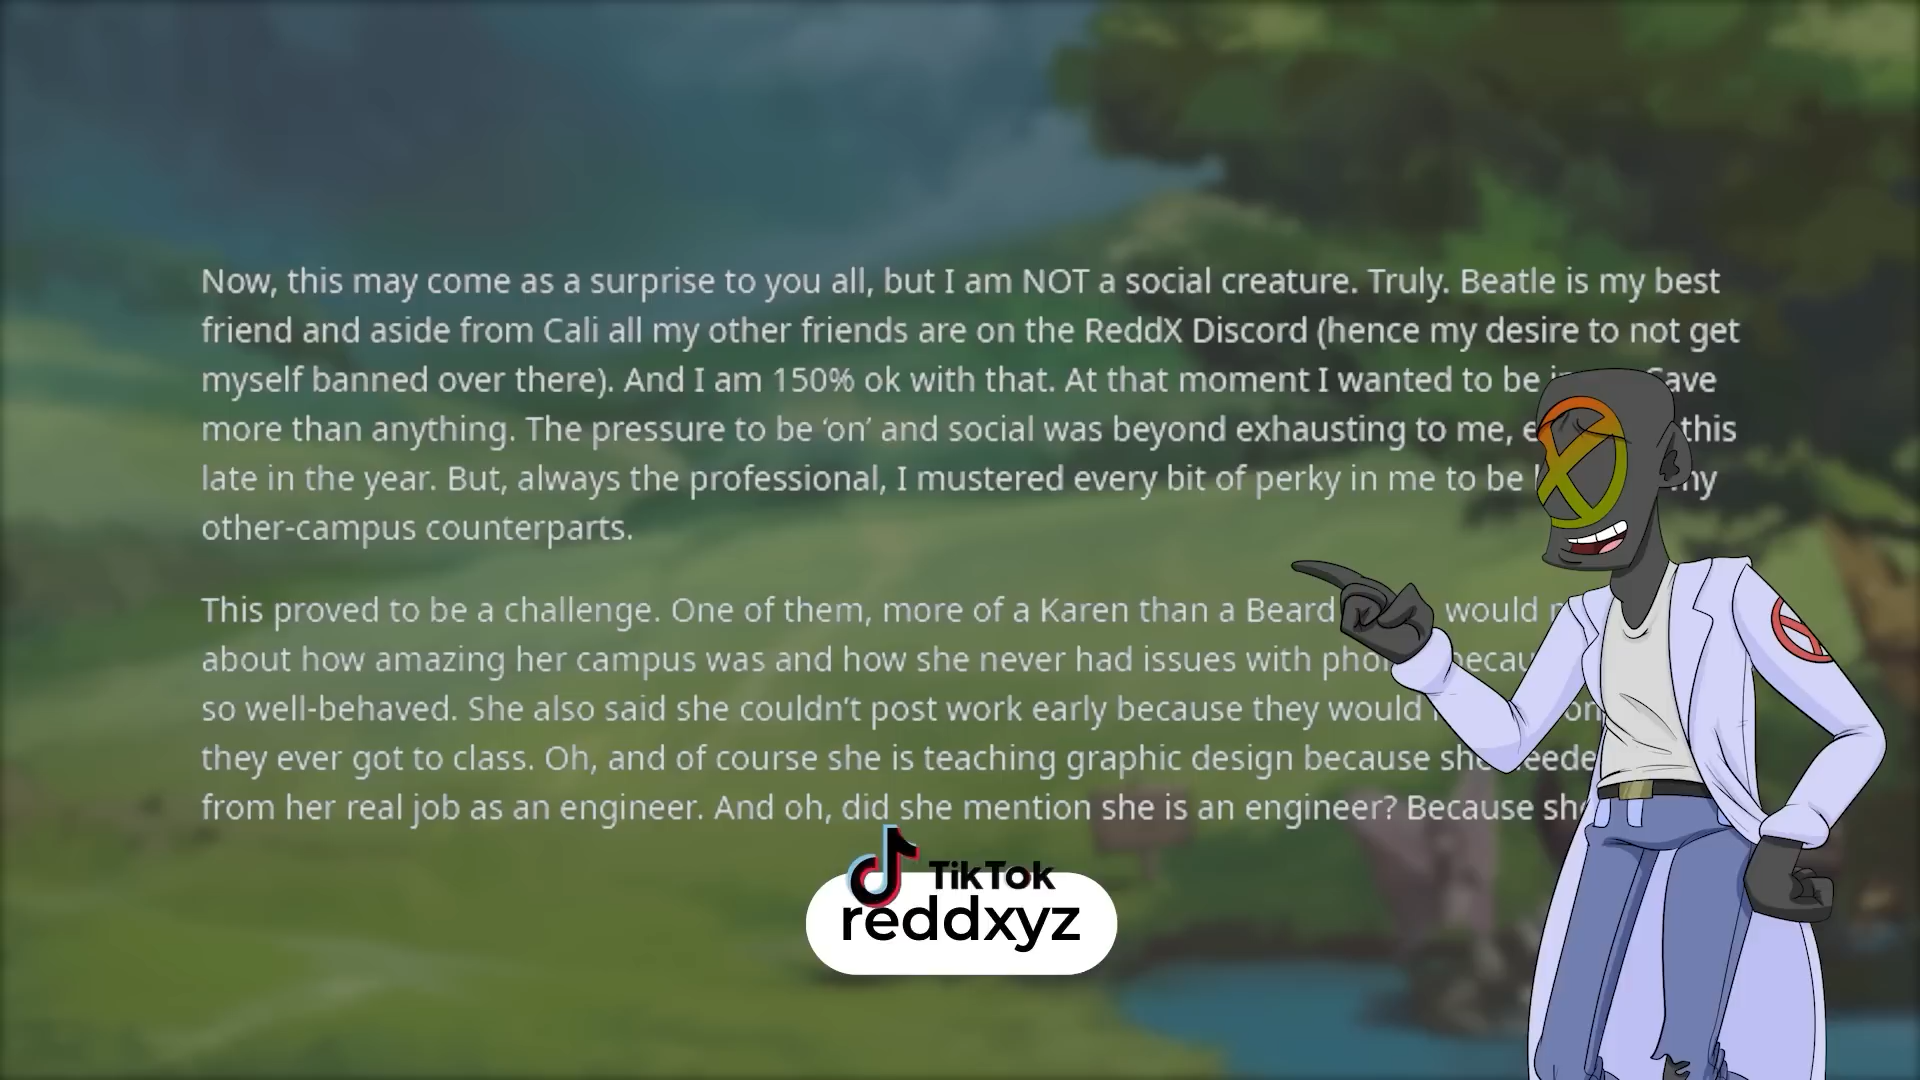 Now, this may come as a surprise to you all, but I am NOT a social creature. Truly. Beatle is my best
friend and aside from Cali all my other friends are on the ReddX Discord (hence my desire to not get
myself banned over there). And I am 150% ok with that. At that moment I wanted to be Cave
more than anything. The pressure to be ‘on’ and social was beyond exhausting to me, this
late in the year. But, always the professional, I mustered every bit of perky in me to be my
other-campus counterparts.
This proved to be a challenge. One of them, more of a Karen than a Beard would
about how amazing her campus was and how she never had issues with
so well-behaved. She also said she couldn’t post work early because they would
they ever got to class. Oh, and of course she is teaching graphic design because she
from her real job as an engineer. And oh, did she mention she is an engineer? Because she
TikTok
reddxyz